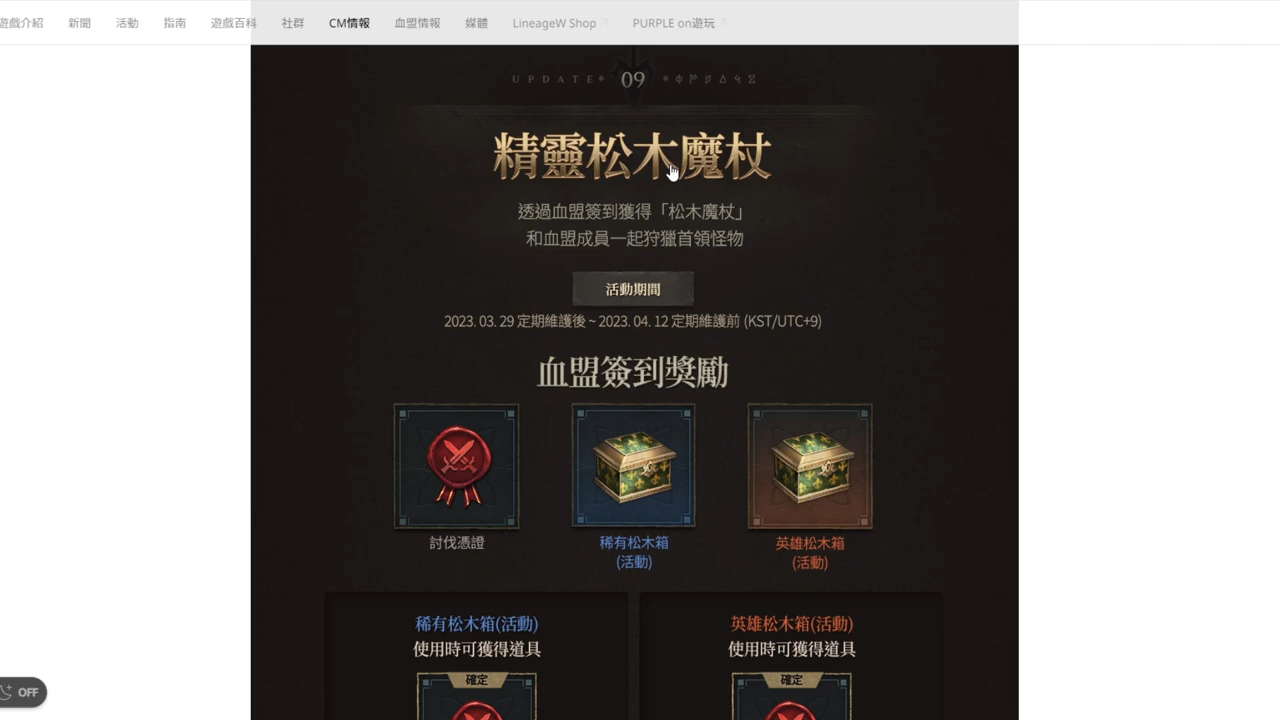 遊戲介紹
新聞
活動
指南
遊戲百科
社群
CM情報
血盟情報
媒體
LineageW Shop
PURPLE on遊玩
UPDATE
09
精靈松木魔杖
透過血盟簽到獲得「松木魔杖」
和血盟成員一起狩獵首領怪物
活動期間
2023. 03. 29 定期維護後 ~ 2023. 04. 12 定期維護前 (KST/UTC+9)
血盟簽到獎勵
討伐憑證
稀有松木箱
(活動)
英雄松木箱
(活動)
稀有松木箱(活動)
使用時可獲得道具
確定
英雄松木箱(活動)
使用時可獲得道具
確定
OFF